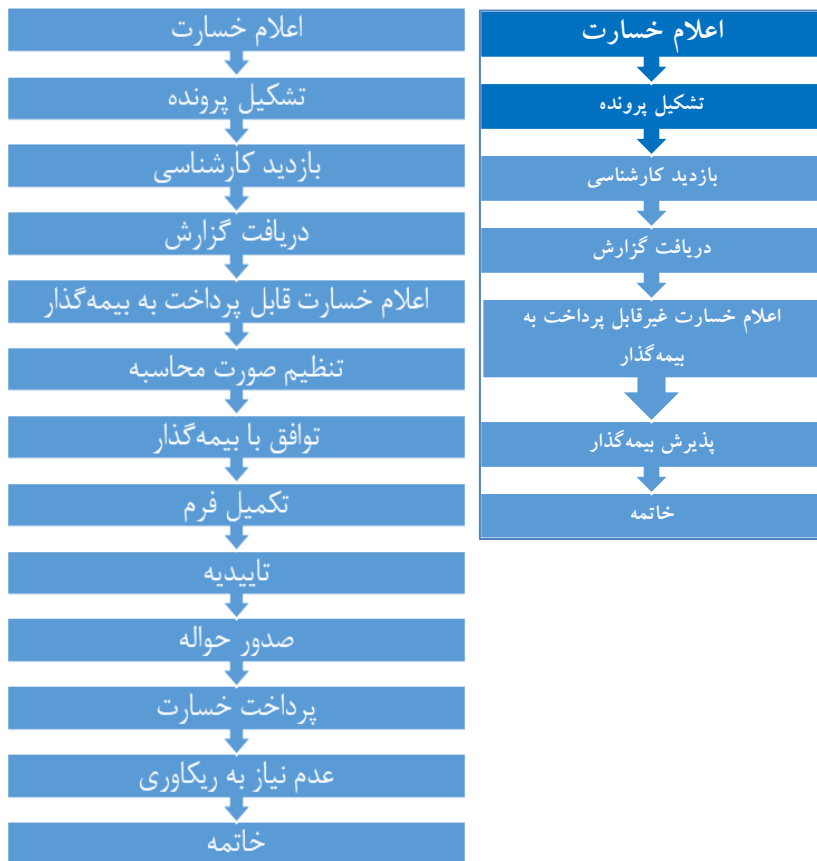 اعلام خسارت
تشکیل پرونده
بازدید کارشناسی
دریافت گزارش
اعلام خسارت غیرقابل پرداخت به
بیمه‌گذار
پذیرش بیمه‌گذار
خاتمه
اعلام خسارت
تشکیل پرونده
بازدید کارشناسی
دریافت گزارش
اعلام خسارت قابل پرداخت به بیمه‌گذار
تنظیم صورت محاسبه
توافق با بیمه‌گذار
تکمیل فرم
تاییدیه
صدور حواله
پرداخت خسارت
عدم نیاز به ریکاوری
خاتمه